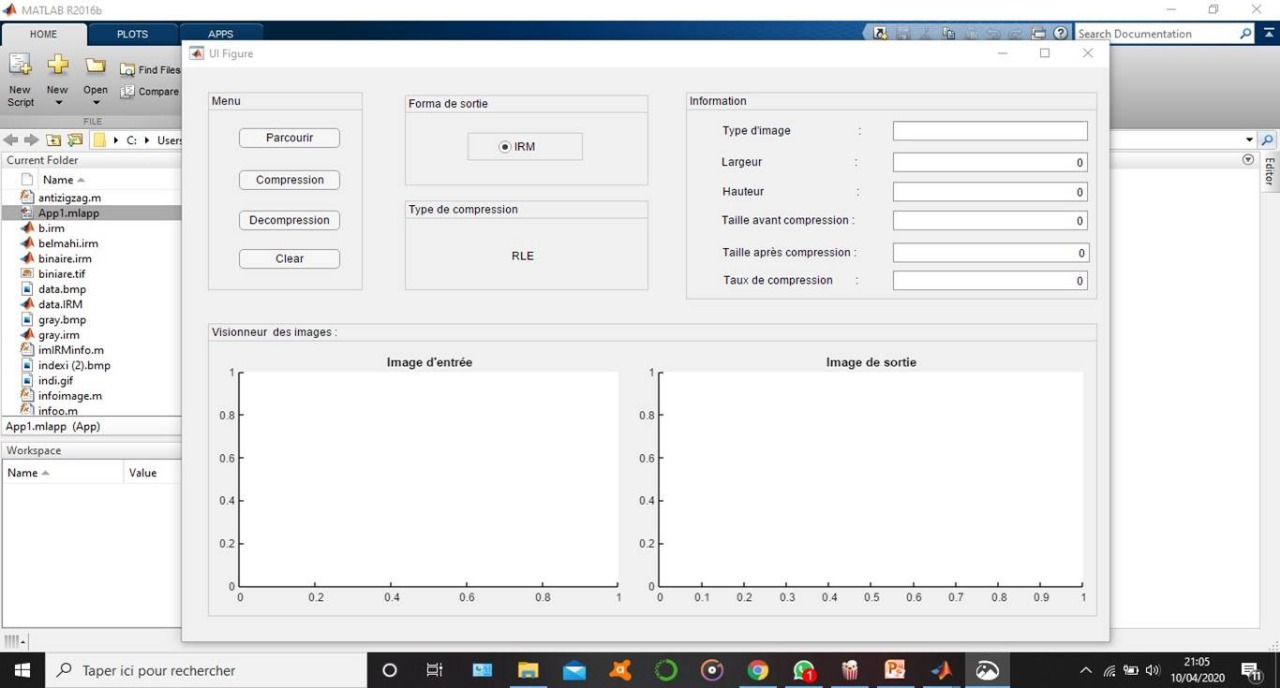 MATLAB R2016b
HOME PLOTS APPS
Search Documentation
New Script
New
Open
Find Files
Compare
FILE
C: Users
Current Folder
Name
antizigzag.m
App1.mlapp
b.irm
belmahi.irm
binaire.irm
biniare.tif
data.bmp
data.IRM
gray.bmp
gray.irm
imIRMinfo.m
indexi (2).bmp
indi.gif
infoimage.m
infoo.m
App1.mlapp (App)
Workspace
Name Value
Editor
UI Figure
Menu
Parcourir
Compression
Decompression
Clear
Forma de sortie
IRM
Type de compression
RLE
Information
Type d'image :
Largeur : 0
Hauteur : 0
Taille avant compression : 0
Taille après compression : 0
Taux de compression : 0
Visionneur des images :
Image d'entrée
1
0.8
0.6
0.4
0.2
0
0 0.2 0.4 0.6 0.8 1
Image de sortie
1
0.8
0.6
0.4
0.2
0
0 0.1 0.2 0.3 0.4 0.5 0.6 0.7 0.8 0.9 1
Taper ici pour rechercher
1
21:05
10/04/2020
11